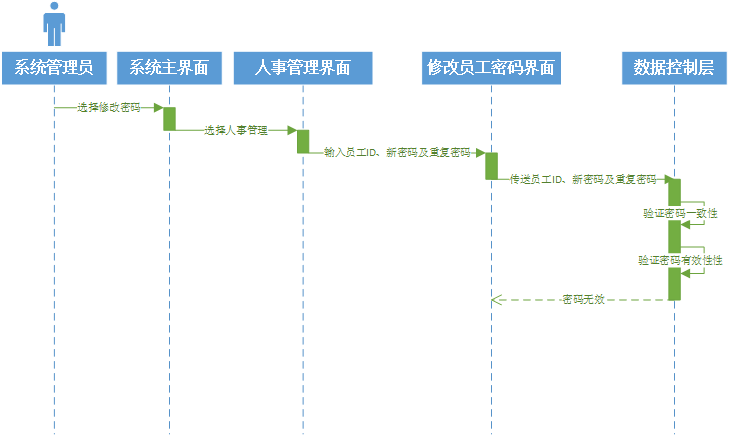 系统管理员
系统主界面
人事管理界面
修改员工密码界面
数据控制层
选择修改密码
选择人事管理
输入员工ID、新密码及重复密码
传送员工ID、新密码及重复密码
验证密码一致性
验证密码有效性性
密码无效